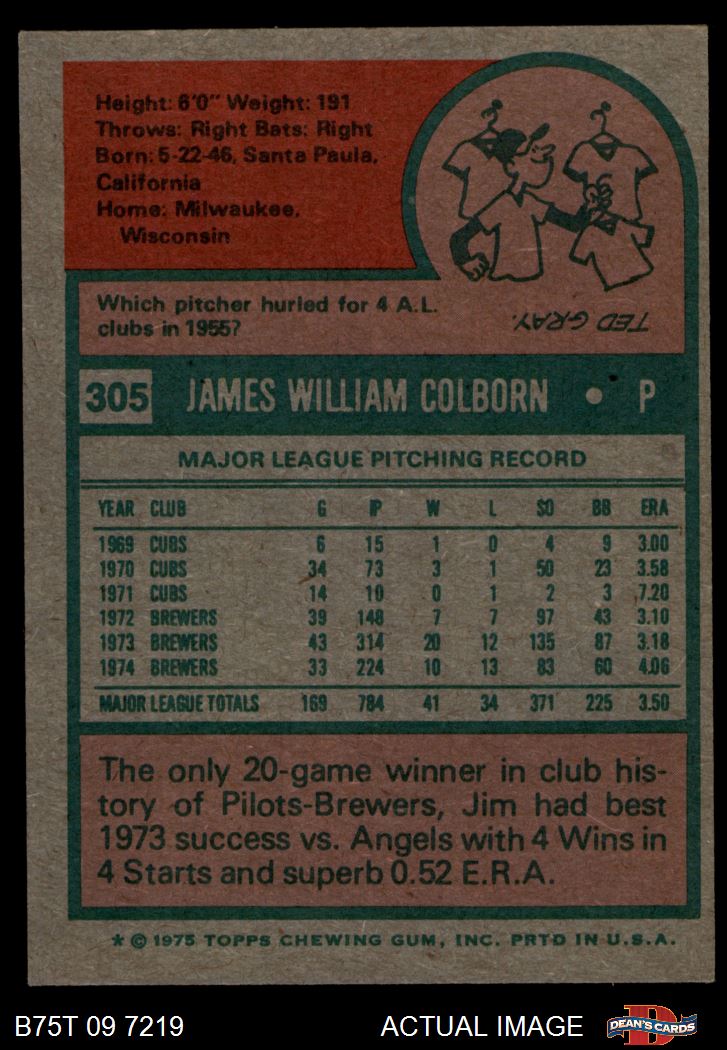 Height: 6'0" Weight: 191
Throws: Right Bats: Right
Born: 5-22-46, Santa Paula,
California
Home: Milwaukee,
Wisconsin
Which pitcher hurled for 4 A.L.
clubs in 1955?
TED GRAY.
305 JAMES WILLIAM COLBORN • P
MAJOR LEAGUE PITCHING RECORD
YEAR CLUB G IP W L SO BB ERA
1969 CUBS 6 15 1 0 4 9 3.00
1970 CUBS 34 73 3 1 50 23 3.58
1971 CUBS 14 10 0 1 2 3 7.20
1972 BREWERS 39 148 7 7 97 43 3.10
1973 BREWERS 43 314 20 12 135 87 3.18
1974 BREWERS 33 224 10 13 83 60 4.06
MAJOR LEAGUE TOTALS 169 784 41 34 371 225 3.50
The only 20-game winner in club his-
tory of Pilots-Brewers, Jim had best
1973 success vs. Angels with 4 Wins in
4 Starts and superb 0.52 E.R.A.
* © 1975 TOPPS CHEWING GUM, INC. PRTD IN U.S.A.
B75T 09 7219 ACTUAL IMAGE D DEAN'S CARDS